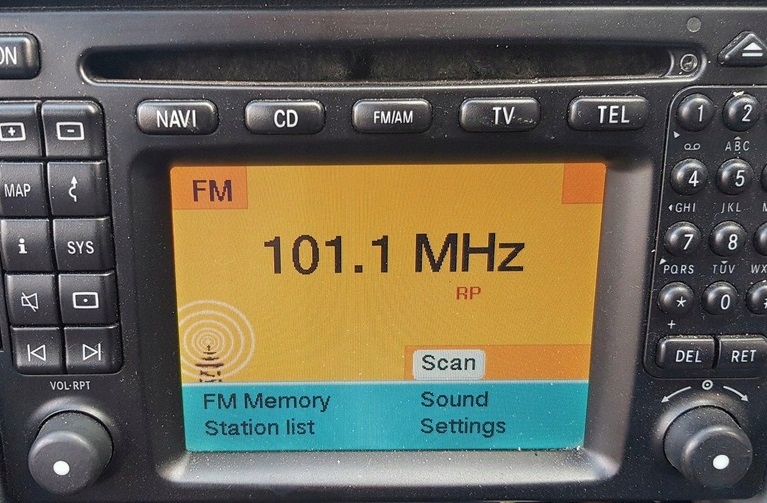 ON
NAVI CD FM/AM TV TEL
1 2
ABC
MAP
4 5
GHI JKL
i SYS
7 8
PQRS TUV WX
* 0
+
DEL RET
VOL·RPT
FM
101.1 MHz
RP
Scan
FM Memory Sound
Station list Settings